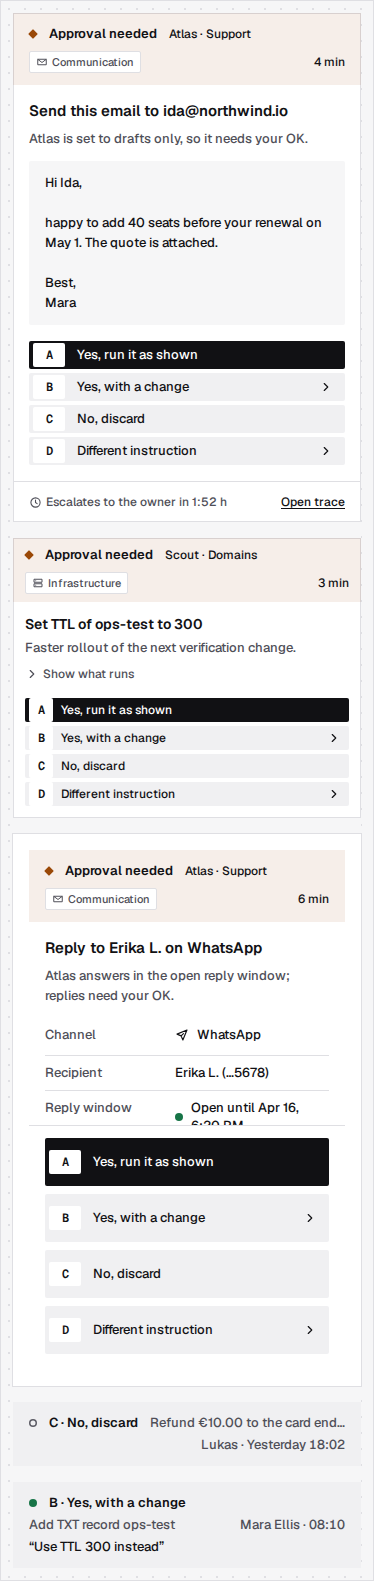 Approval needed Atlas · Support
Communication 4 min
Send this email to ida@northwind.io
Atlas is set to drafts only, so it needs your OK.
Hi Ida,
happy to add 40 seats before your renewal on
May 1. The quote is attached.
Best,
Mara
A Yes, run it as shown
B Yes, with a change
C No, discard
D Different instruction
Escalates to the owner in 1:52 h Open trace
Approval needed Scout · Domains
Infrastructure 3 min
Set TTL of ops-test to 300
Faster rollout of the next verification change.
Show what runs
A Yes, run it as shown
B Yes, with a change
C No, discard
D Different instruction
Approval needed Atlas · Support
Communication 6 min
Reply to Erika L. on WhatsApp
Atlas answers in the open reply window;
replies need your OK.
Channel WhatsApp
Recipient Erika L. (…5678)
Reply window Open until Apr 16,
A Yes, run it as shown
B Yes, with a change
C No, discard
D Different instruction
C · No, discard Refund €10.00 to the card end…
Lukas · Yesterday 18:02
B · Yes, with a change
Add TXT record ops-test Mara Ellis · 08:10
“Use TTL 300 instead”